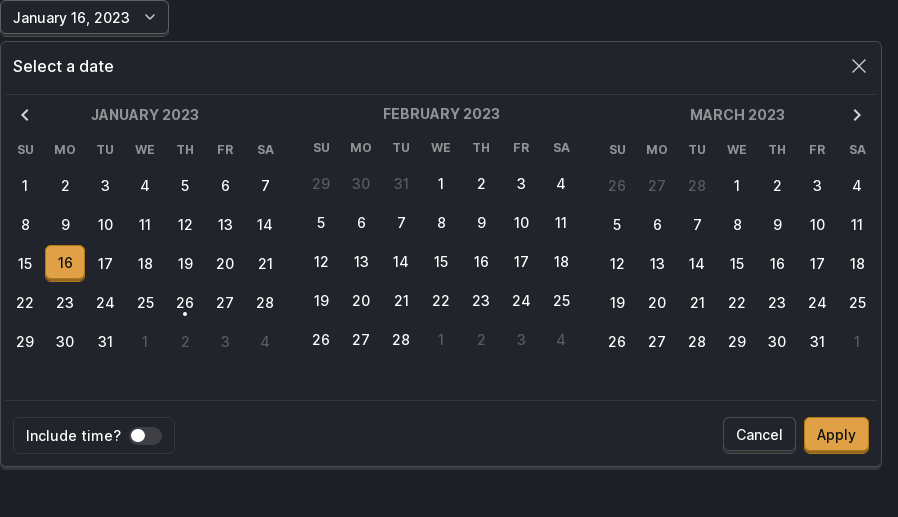 January 16, 2023
Select a date
JANUARY 2023
SU MO TU WE TH FR SA
1 2 3 4 5 6 7
8 9 10 11 12 13 14
15 16 17 18 19 20 21
22 23 24 25 26 27 28
29 30 31 1 2 3 4
FEBRUARY 2023
SU MO TU WE TH FR SA
29 30 31 1 2 3 4
5 6 7 8 9 10 11
12 13 14 15 16 17 18
19 20 21 22 23 24 25
26 27 28 1 2 3 4
MARCH 2023
SU MO TU WE TH FR SA
26 27 28 1 2 3 4
5 6 7 8 9 10 11
12 13 14 15 16 17 18
19 20 21 22 23 24 25
26 27 28 29 30 31 1
Include time?
Cancel
Apply